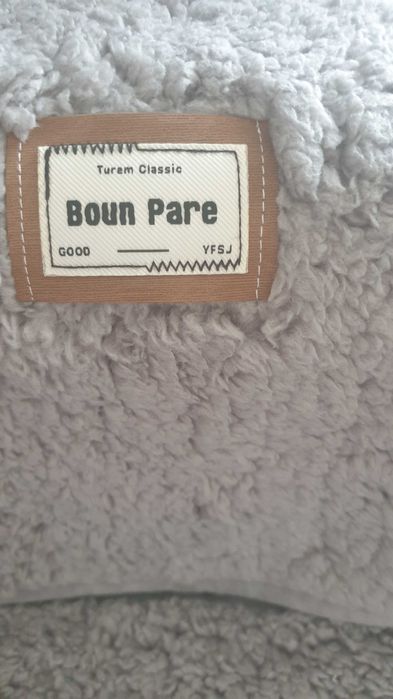 Turem Classic
Boun Pare
GOOD YFSJ